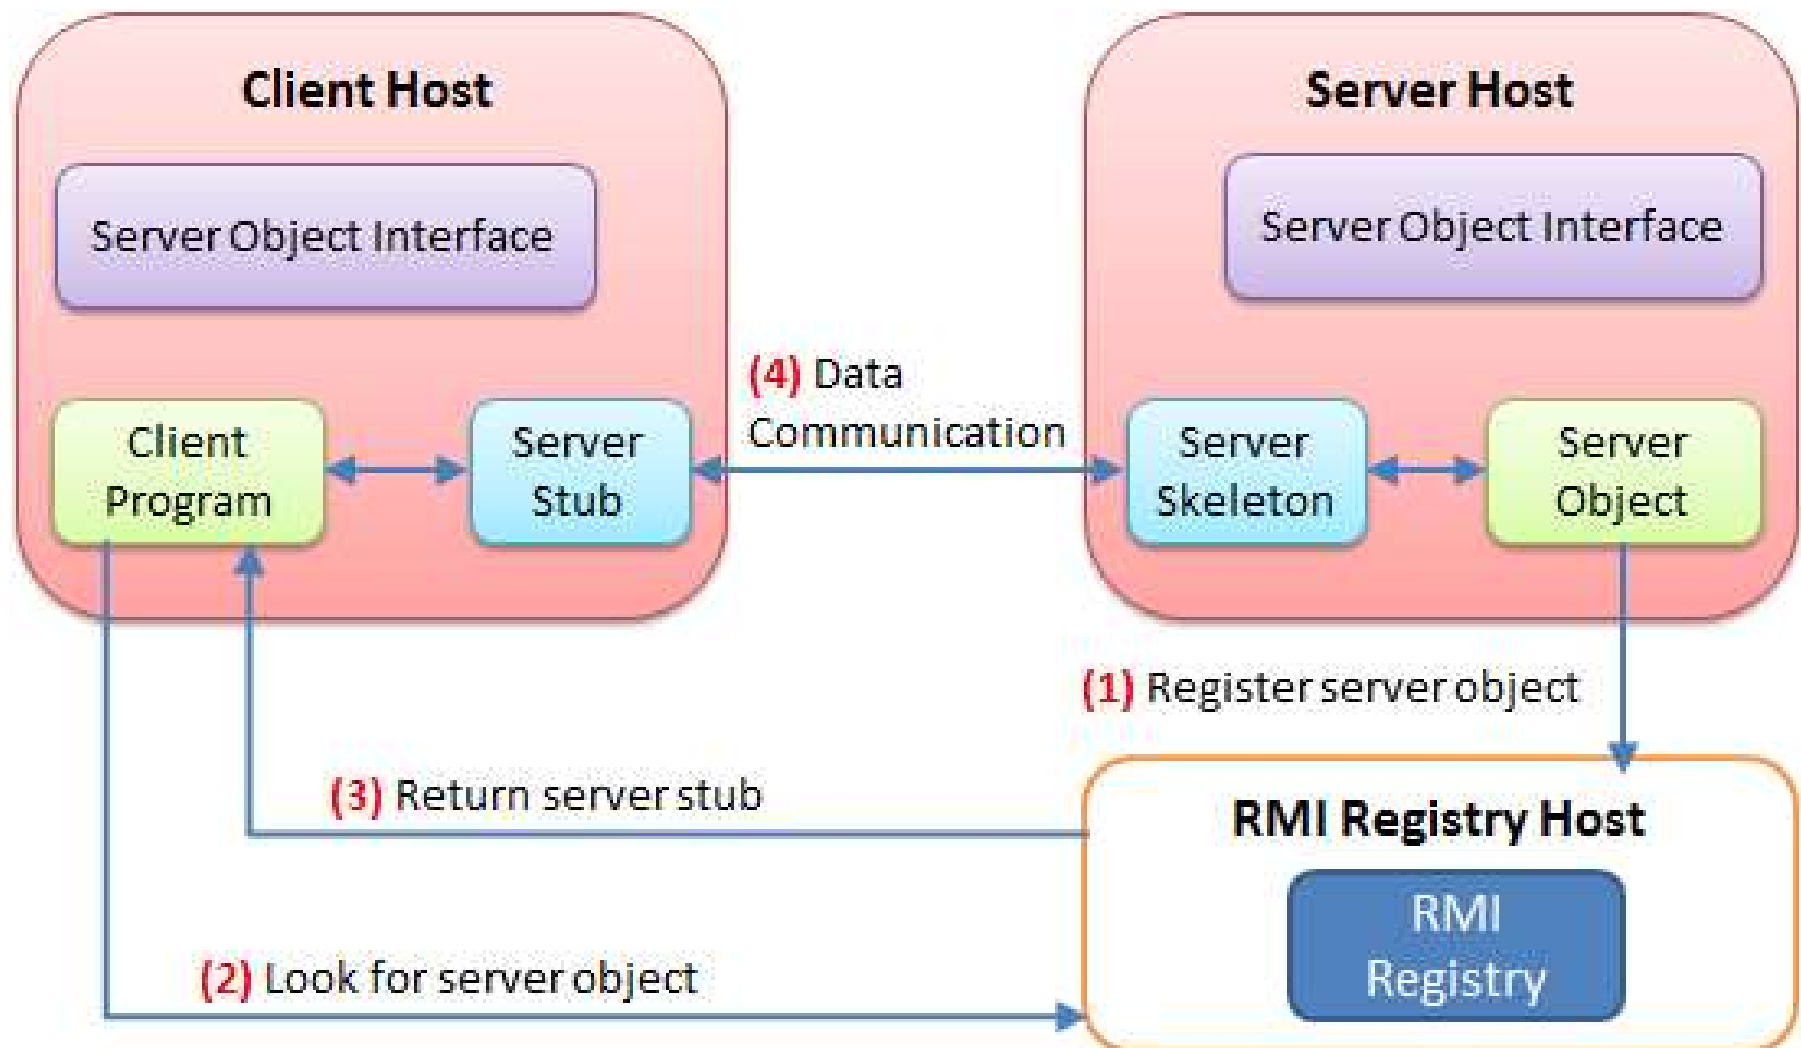 Client Host
Server Object Interface
Client
Program
Server
Stub
(4) Data
Communication
Server Host
Server Object Interface
Server
Skeleton
Server
Object
(1) Register server object
(3) Return server stub
(2) Look for server object
RMI Registry Host
RMI
Registry